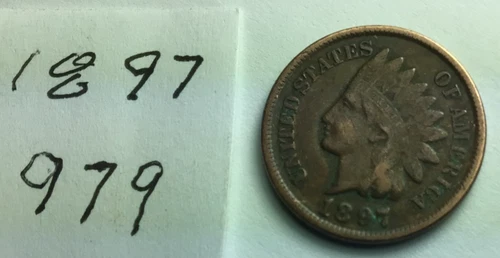 1897
979
UNITED STATES OF AMERICA
1897